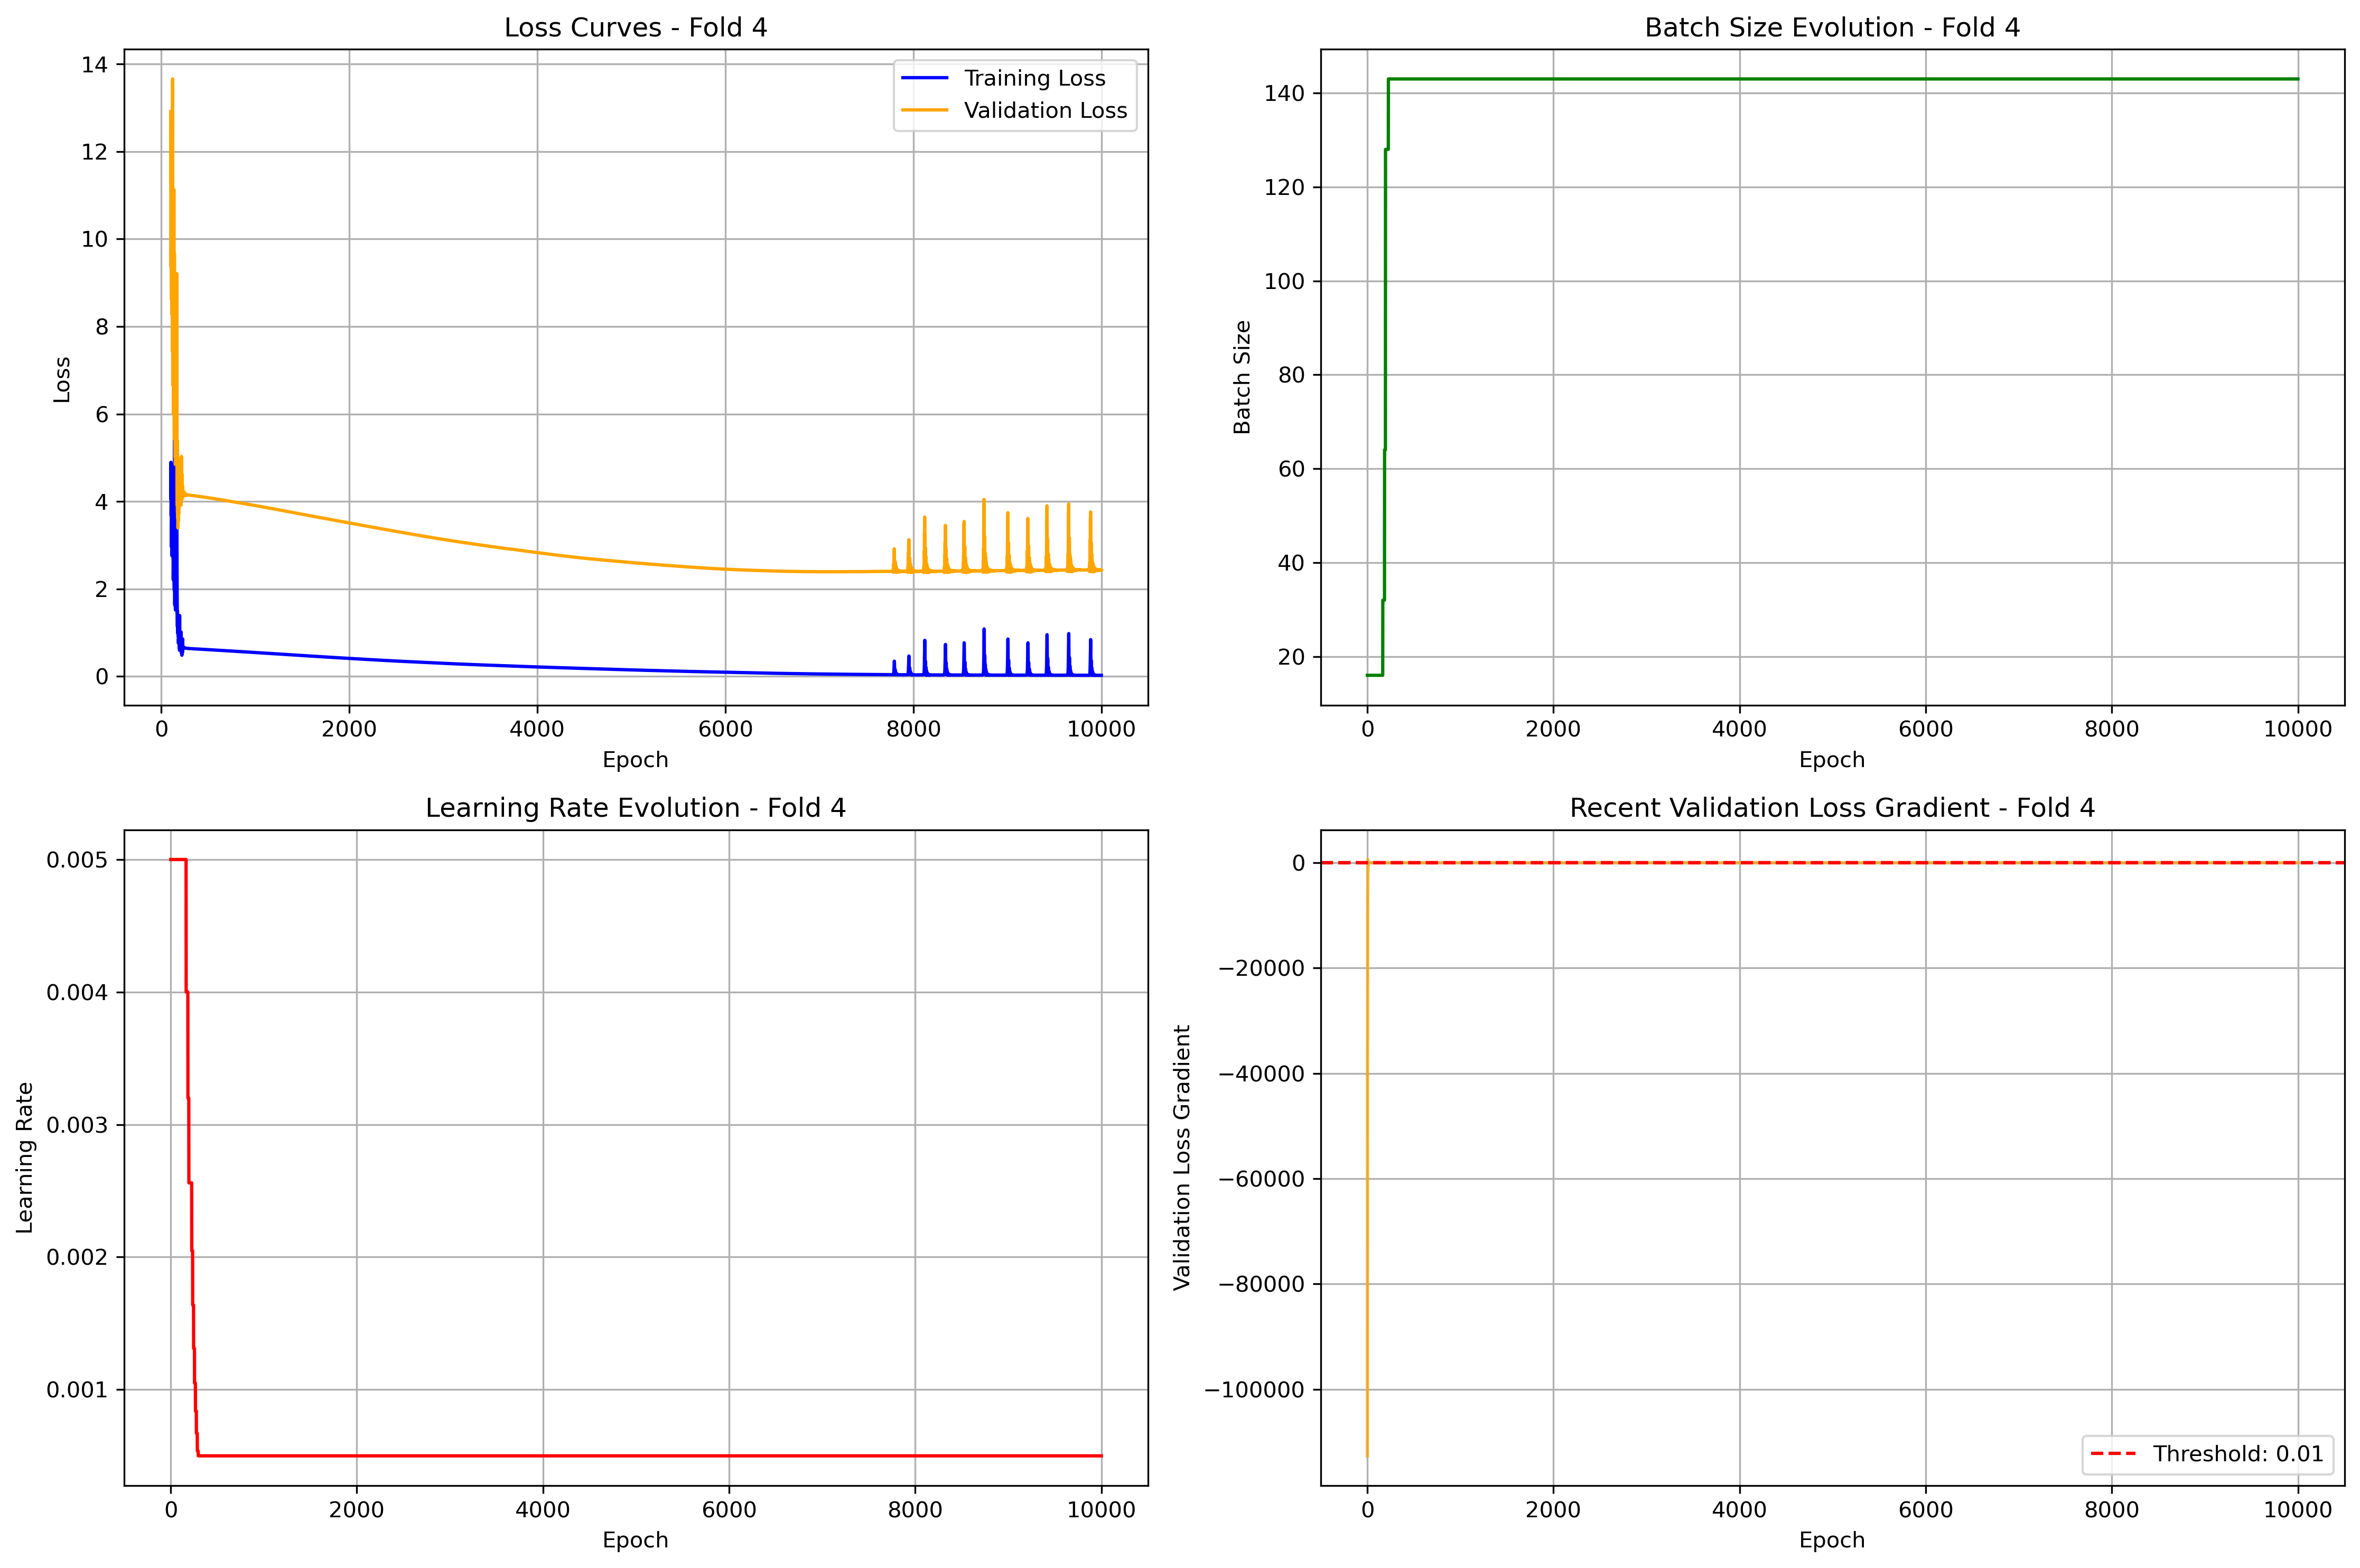 Loss Curves - Fold 4
14
12
10
8
6
4
2
0
Loss
Training Loss
Validation Loss
0 2000 4000 6000 8000 10000
Epoch
Batch Size Evolution - Fold 4
140
120
100
80
60
40
20
Batch Size
0 2000 4000 6000 8000 10000
Epoch
Learning Rate Evolution - Fold 4
0.005
0.004
0.003
0.002
0.001
Learning Rate
0 2000 4000 6000 8000 10000
Epoch
Recent Validation Loss Gradient - Fold 4
0
−20000
−40000
−60000
−80000
−100000
Validation Loss Gradient
Threshold: 0.01
0 2000 4000 6000 8000 10000
Epoch